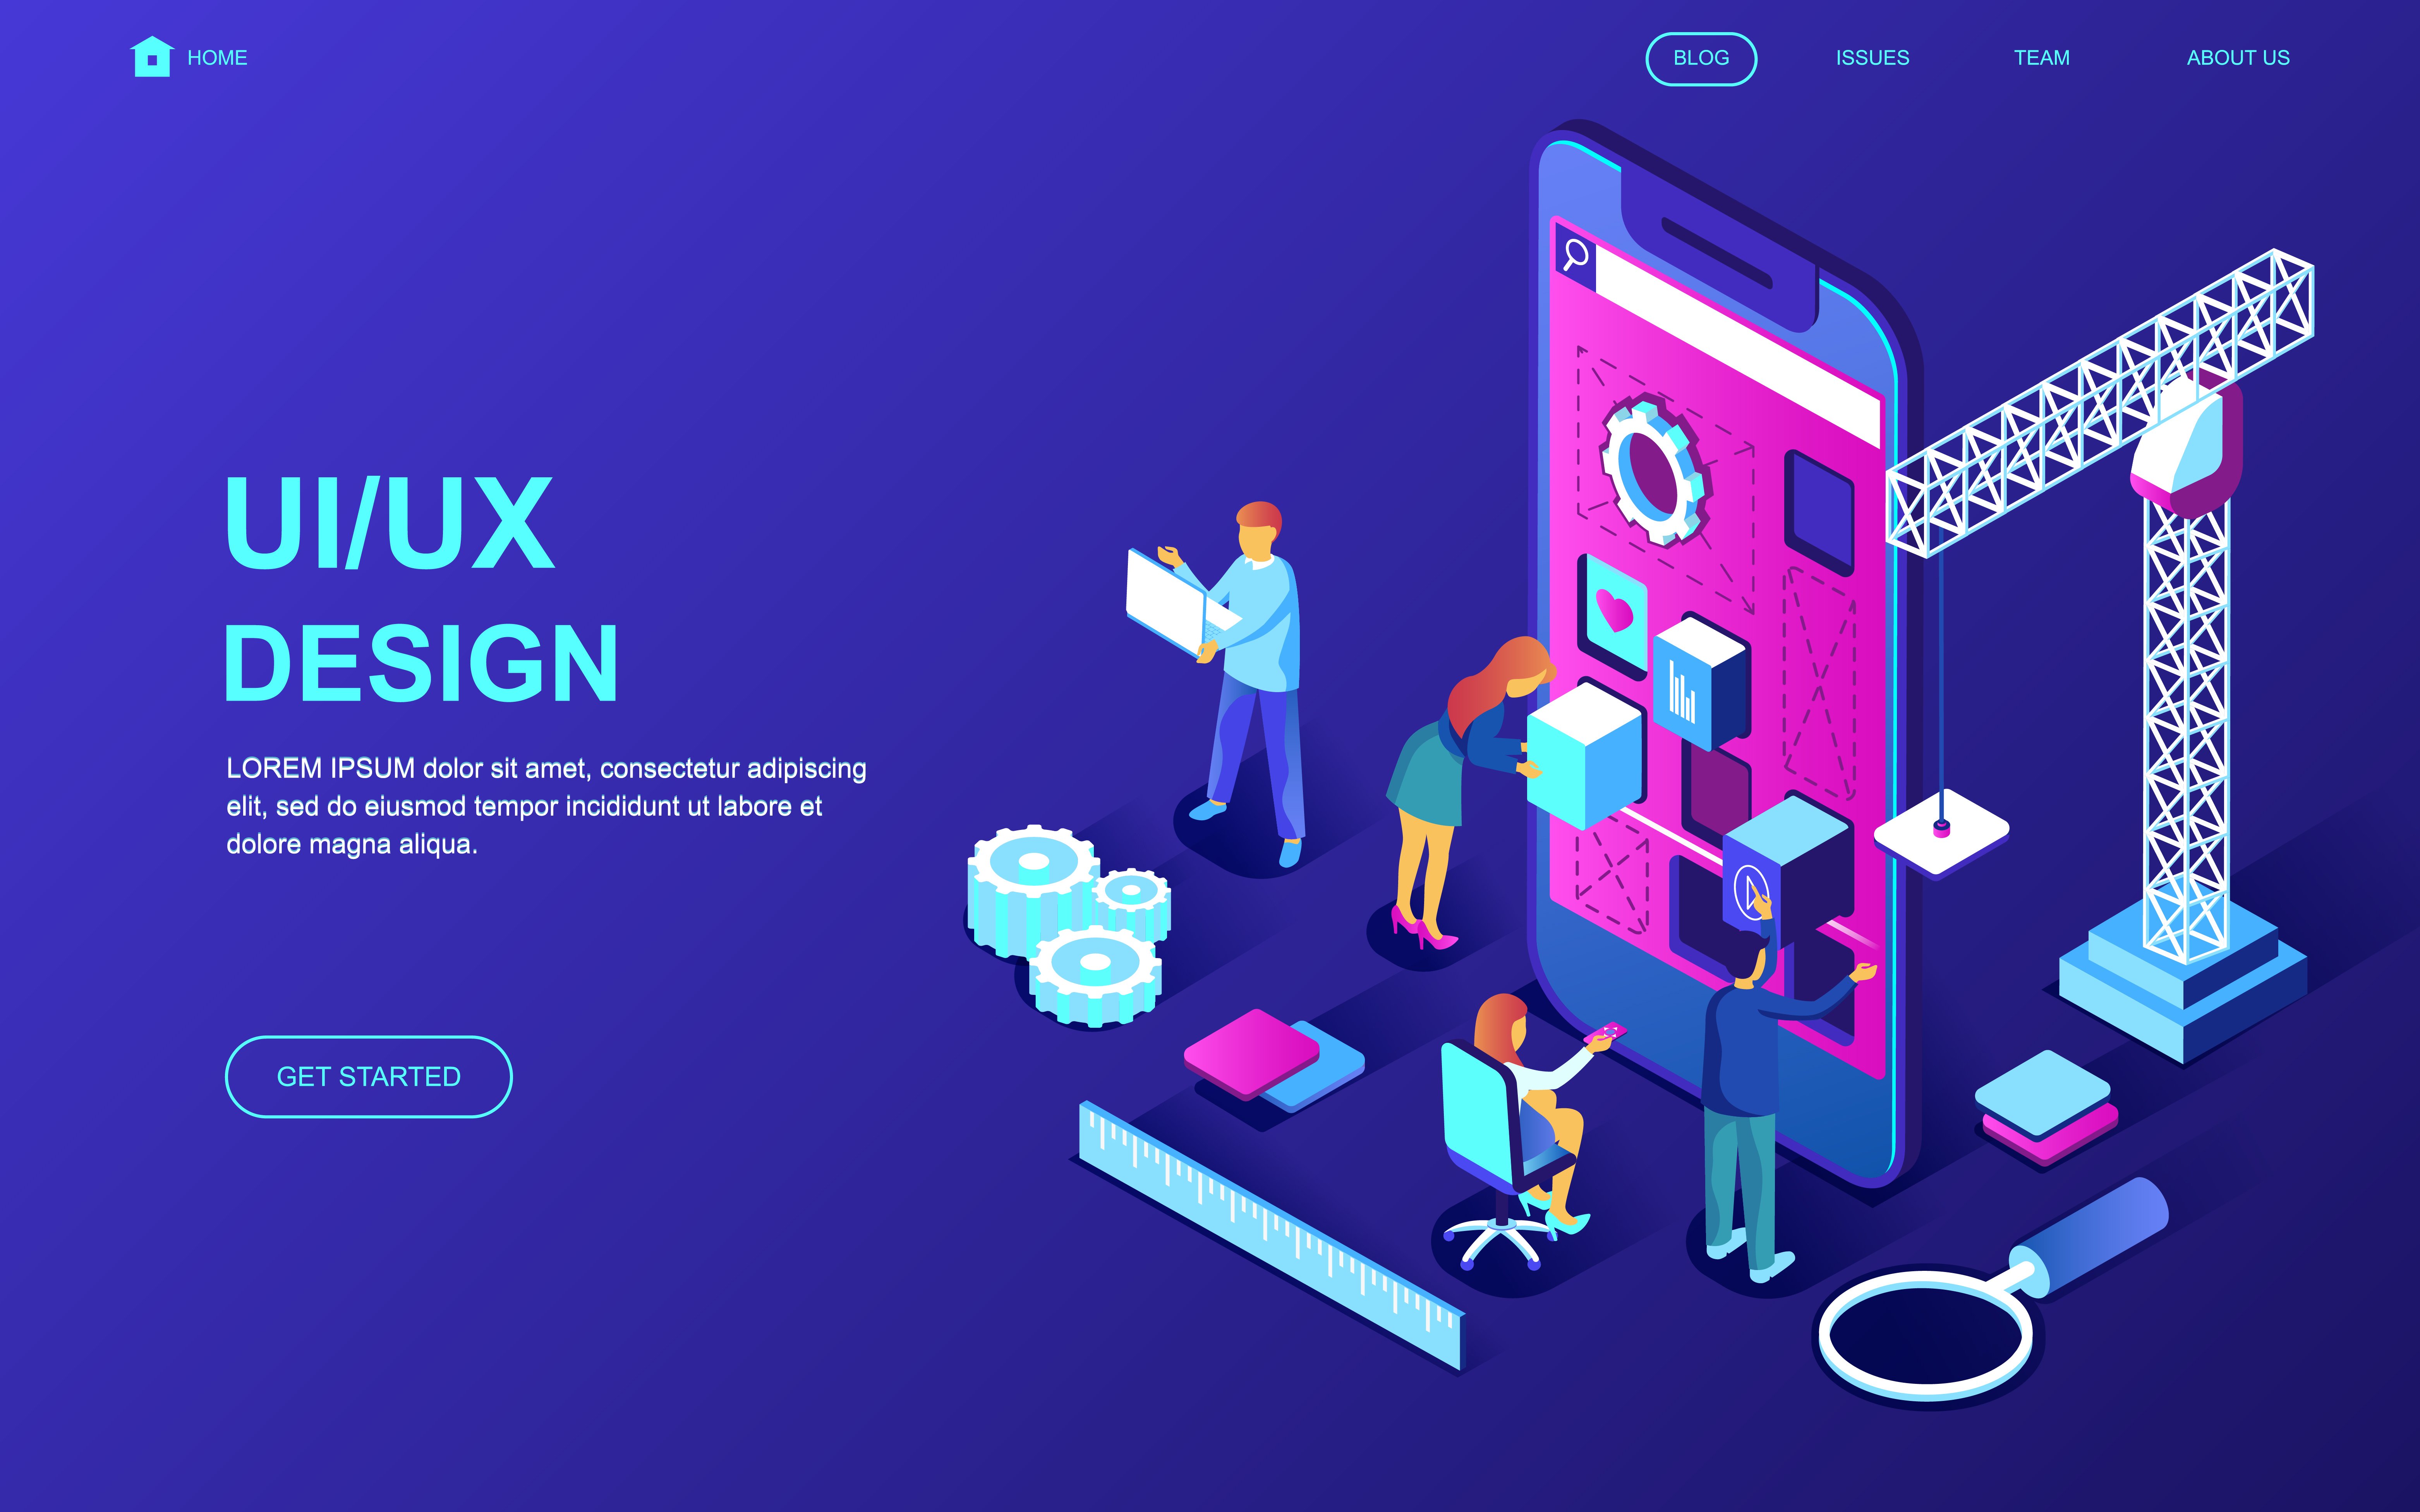 HOME
BLOG
ISSUES
TEAM
ABOUT US
UI/UX
DESIGN
LOREM IPSUM dolor sit amet, consectetur adipiscing
elit, sed do eiusmod tempor incididunt ut labore et
dolore magna aliqua.
GET STARTED